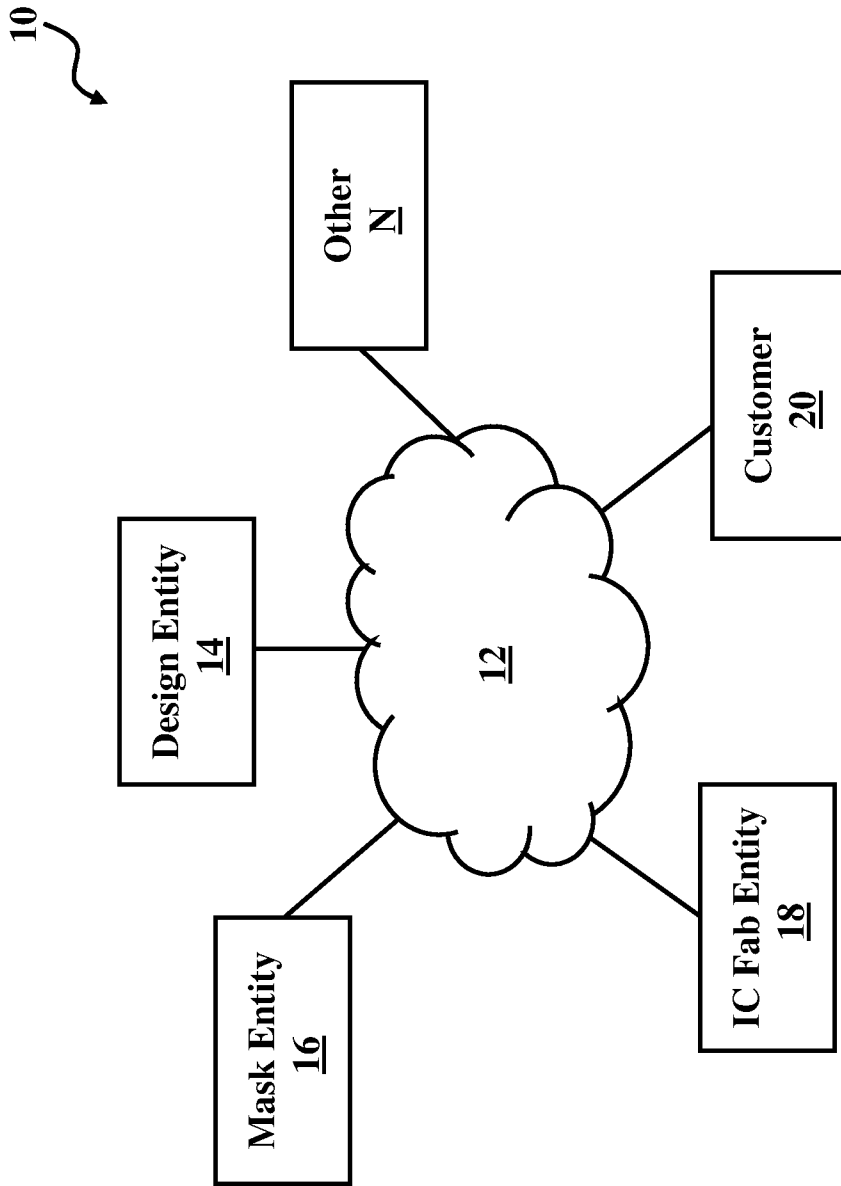 10
Design Entity
14
Mask Entity
16
Other
N
12
IC Fab Entity
18
Customer
20